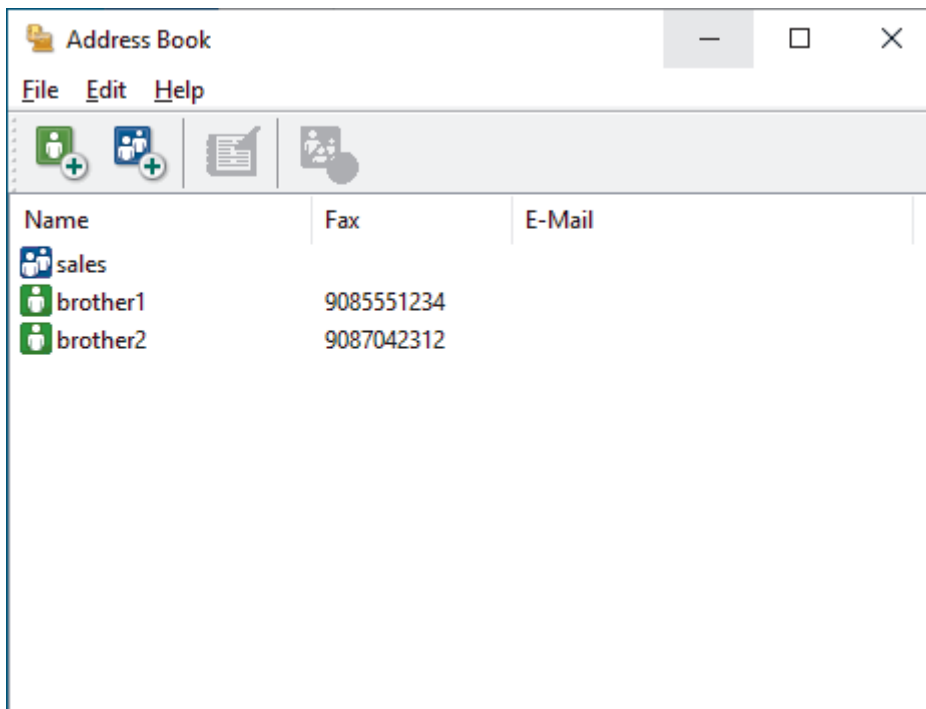 Address Book
File Edit Help
Name Fax E-Mail
sales
brother1 9085551234
brother2 9087042312